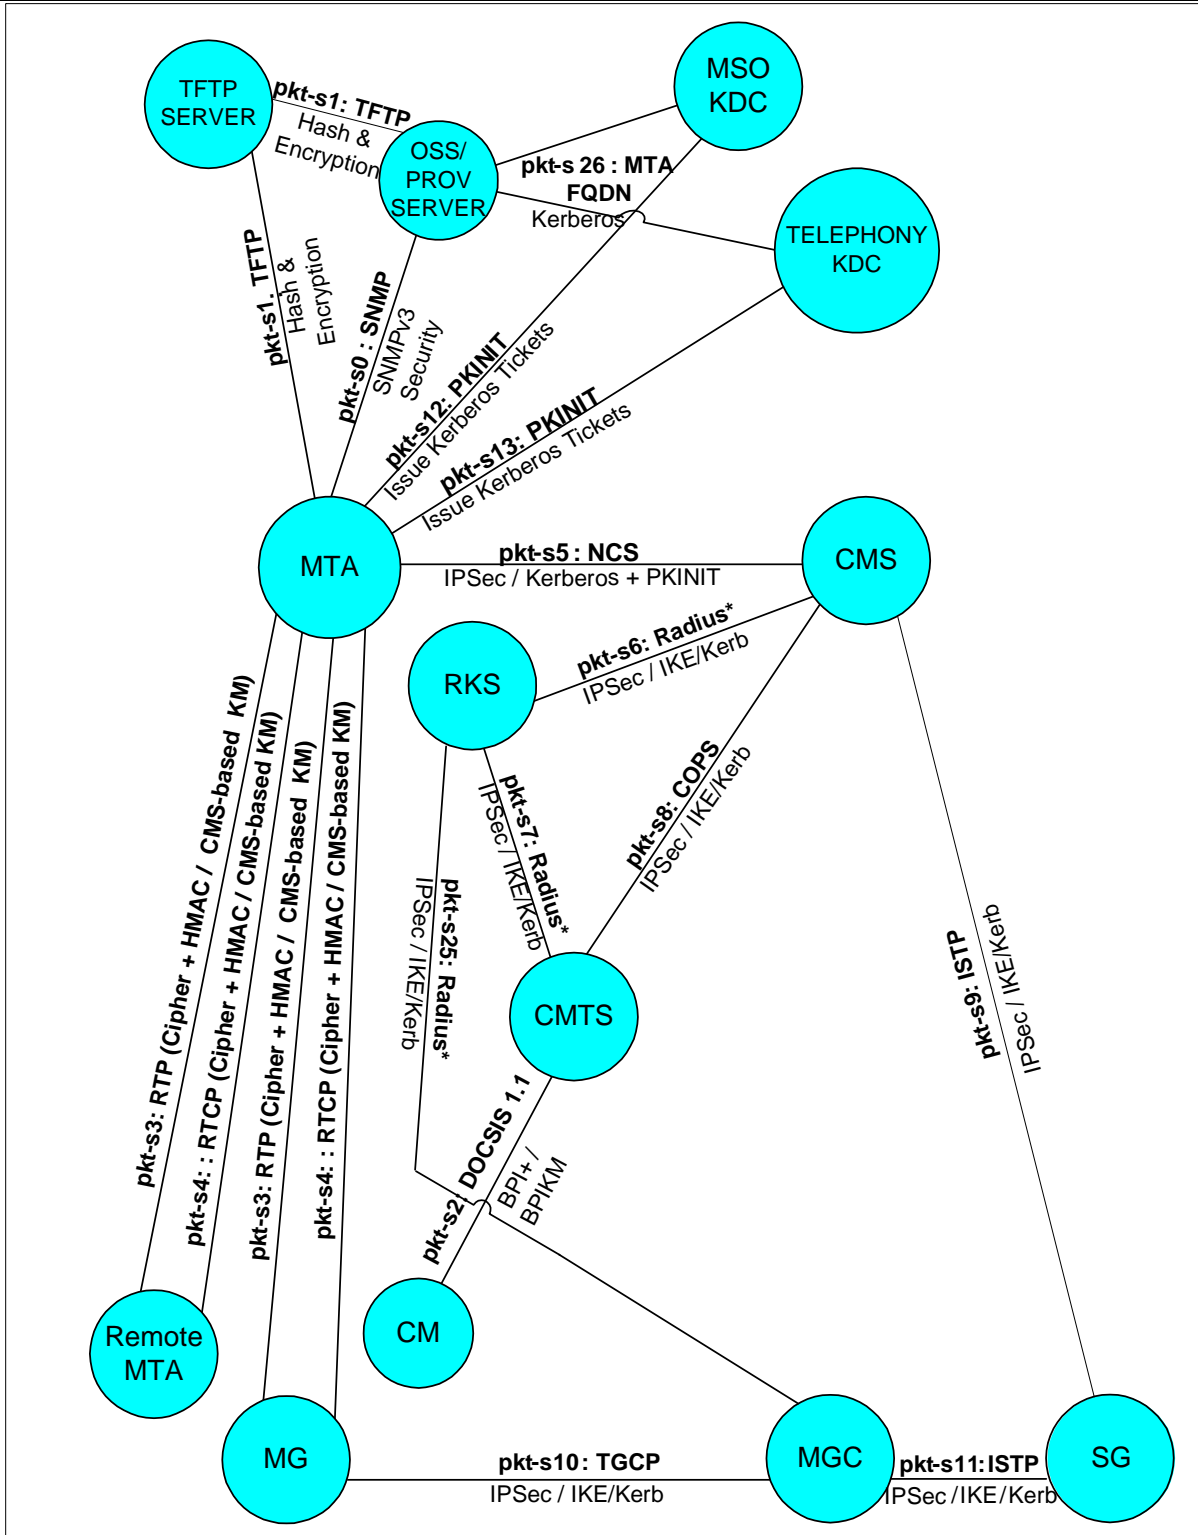 TFTP
SERVER
pkt-s1: TFTP
Hash &
Encryption
MSO
KDC
OSS/
PROV
SERVER
pkt-s 26 : MTA
FQDN
Kerberos
TELEPHONY
KDC
pkt-s1. TFTP
Hash &
Encryption
pkt-s0 : SNMP
SNMPv3
Security
pkt-s12: PKINIT
Issue Kerberos Tickets
pkt-s13: PKINIT
Issue Kerberos Tickets
MTA
pkt-s5 : NCS
IPSec / Kerberos + PKINIT
CMS
RKS
pkt-s6: Radius*
IPSec / IKE/Kerb
pkt-s7: Radius*
IPSec / IKE/Kerb
pkt-s8: COPS
IPSec / IKE/Kerb
pkt-s25: Radius*
IPSec / IKE/Kerb
pkt-s9: ISTP
IPSec / IKE/Kerb
pkt-s3: RTP (Cipher + HMAC / CMS-based KM)
pkt-s4: : RTCP (Cipher + HMAC / CMS-based KM)
pkt-s3: RTP (Cipher + HMAC / CMS-based KM)
pkt-s4: : RTCP (Cipher + HMAC / CMS-based KM)
CMTS
pkt-s2: DOCSIS 1.1
BPI+ /
BPIKM
CM
Remote
MTA
MG
pkt-s10 : TGCP
IPSec / IKE/Kerb
MGC
pkt-s11: ISTP
IPSec /IKE/Kerb
SG